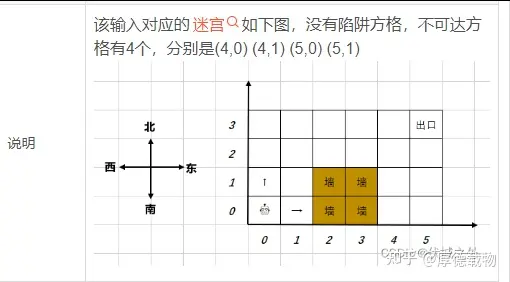 该输入对应的 迷宫 如下图，没有陷阱方格，不可达方
格有4个，分别是(4,0) (4,1) (5,0) (5,1)
说明
北
西 东
南
3 出口
2
1 ↑ 墙 墙
0 → 墙 墙
0 1 2 3 4 5
知乎 @厚德载物